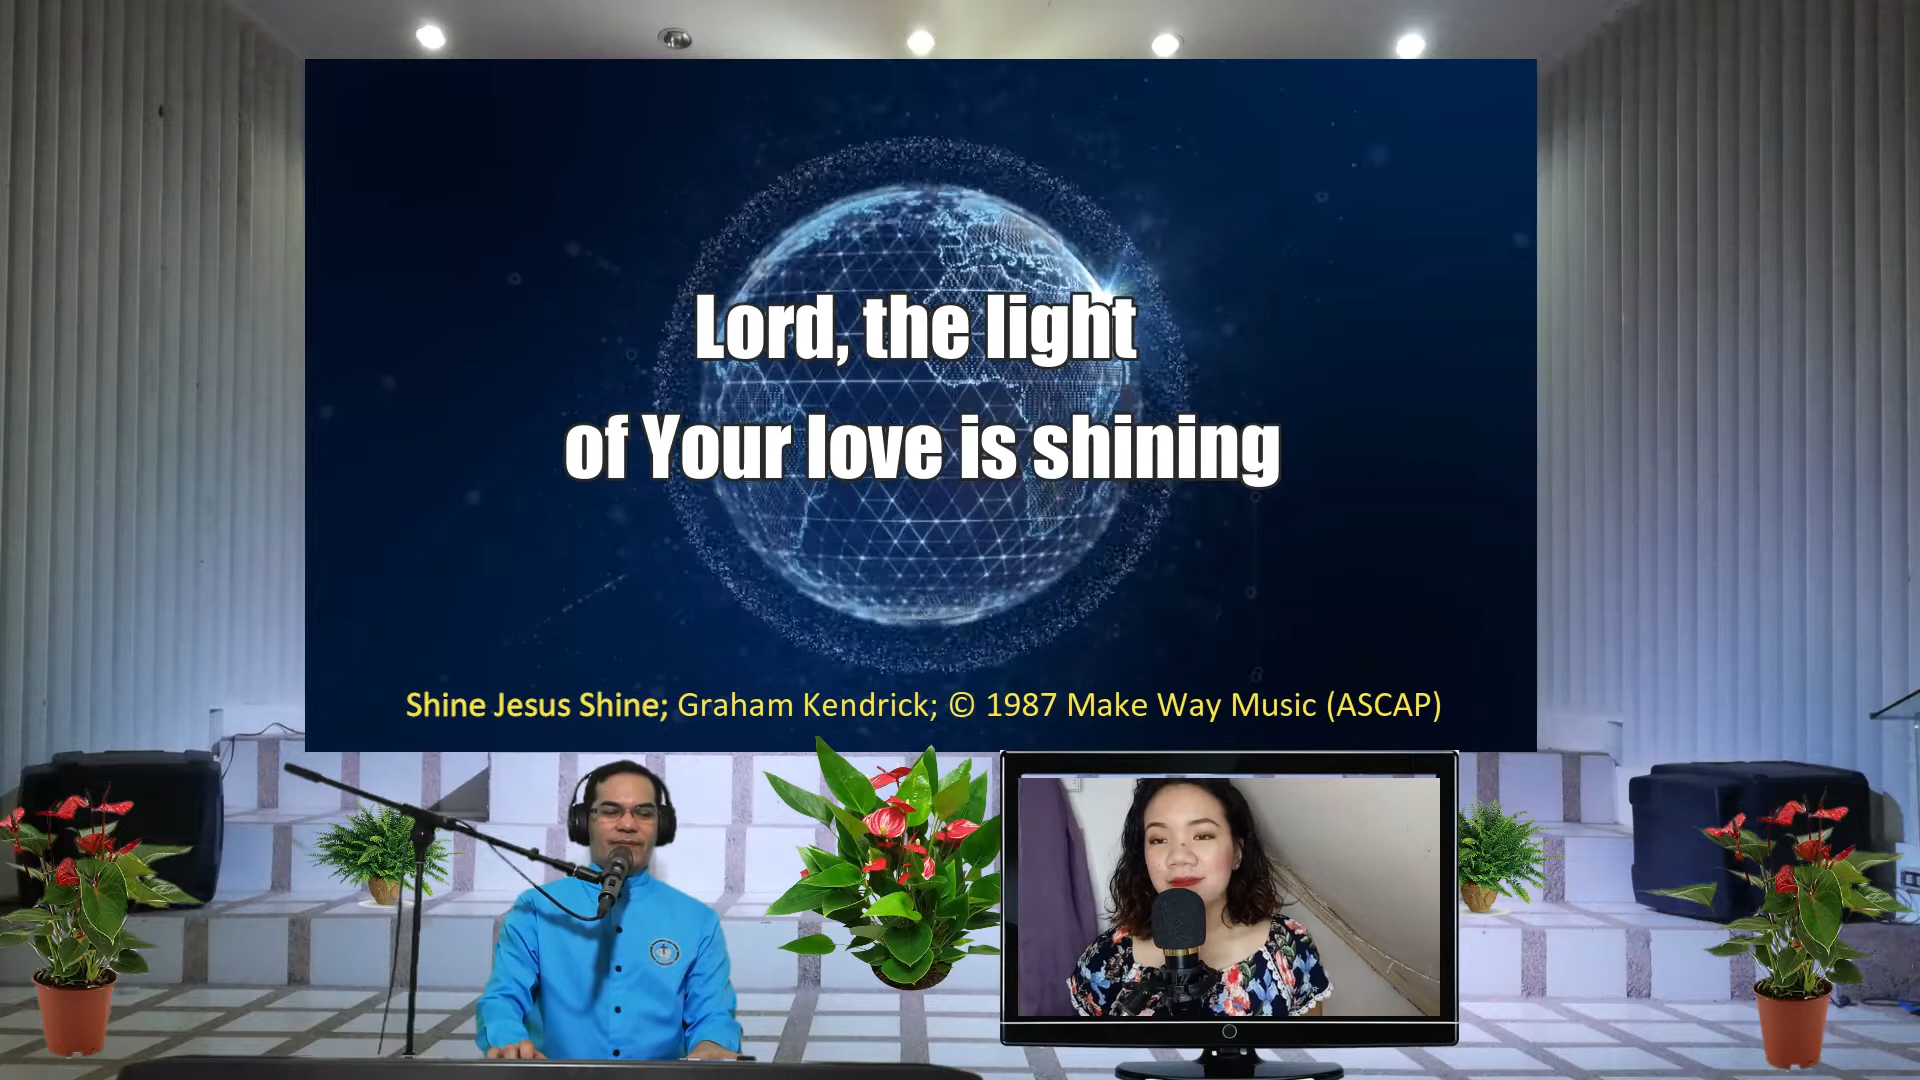 Lord, the light
of Your love is shining
Shine Jesus Shine; Graham Kendrick; © 1987 Make Way Music (ASCAP)